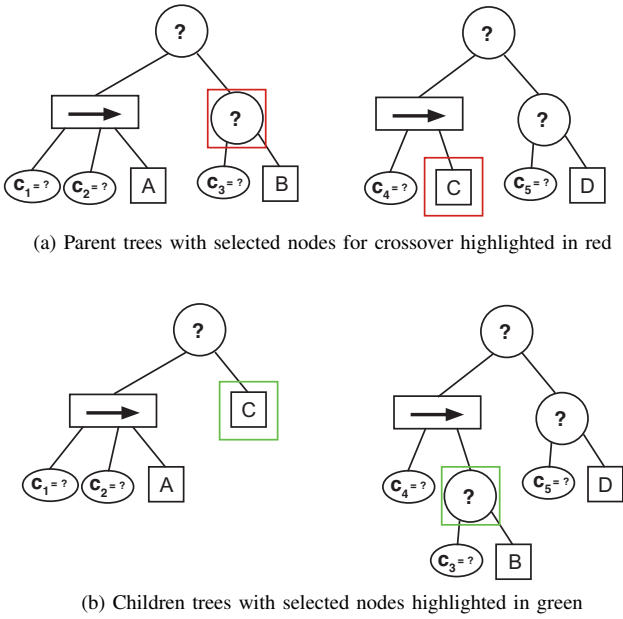 ? ?
? ?
c1 = ? c2 = ? A c3 = ? B c4 = ? C c5 = ? D
(a) Parent trees with selected nodes for crossover highlighted in red
? ?
C ?
c1 = ? c2 = ? A c4 = ? ? c5 = ? D
c3 = ? B
(b) Children trees with selected nodes highlighted in green